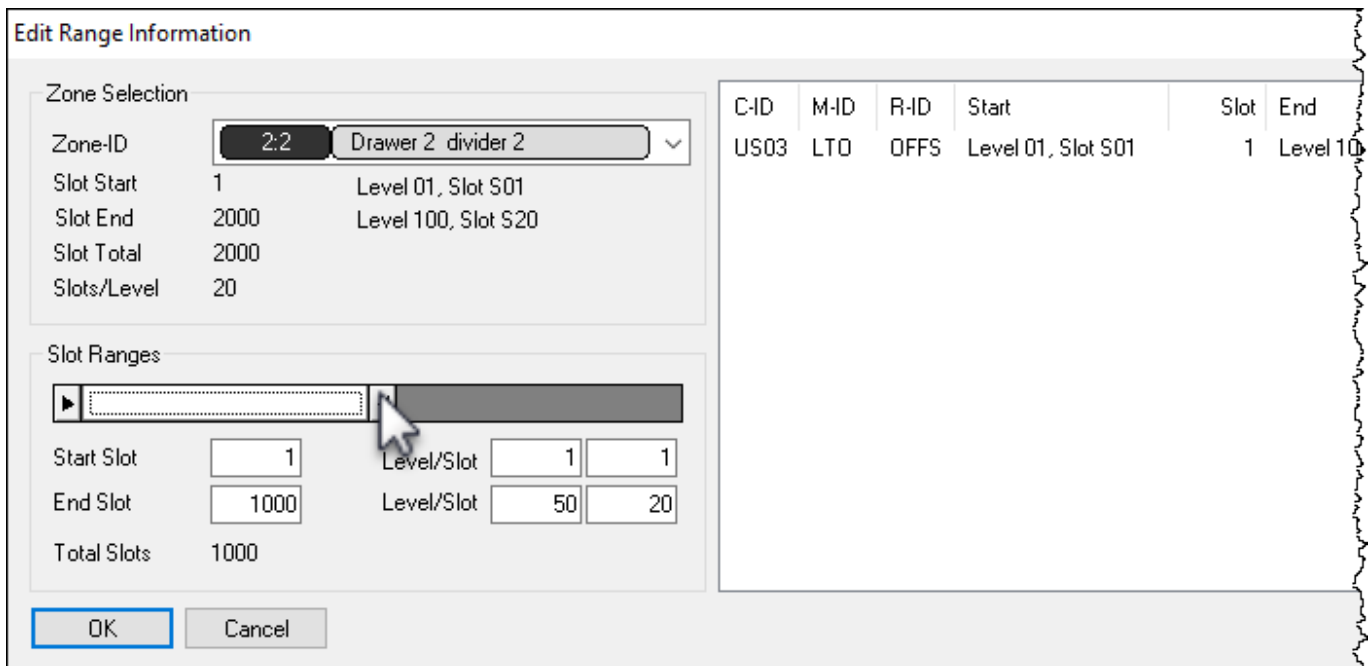 Edit Range Information
Zone Selection
Zone-ID 2:2 Drawer 2 divider 2
Slot Start 1 Level 01, Slot S01
Slot End 2000 Level 100, Slot S20
Slot Total 2000
Slots/Level 20
Slot Ranges
Start Slot 1 Level/Slot 1 1
End Slot 1000 Level/Slot 50 20
Total Slots 1000
OK Cancel
C-ID M-ID R-ID Start Slot End
US03 LTO OFFS Level 01, Slot S01 1 Level 10